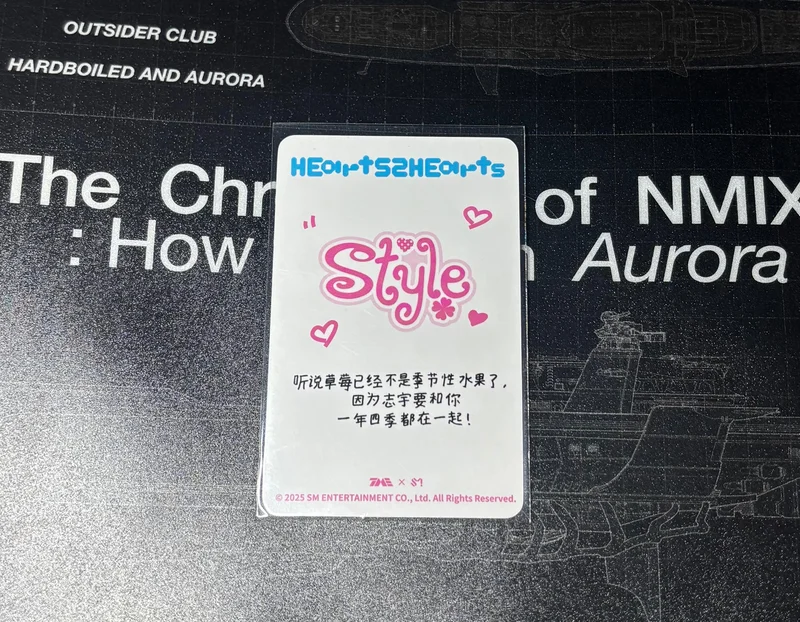 OUTSIDER CLUB
HARDBOILED AND AURORA
The Chr of NMIX
: How n Aurora
HEartS2HEarts
Style
听说草莓已经不是季节性水果了,
因为志宇要和你
一年四季都在一起!
× SM
© 2025 SM ENTERTAINMENT CO., Ltd. All Rights Reserved.